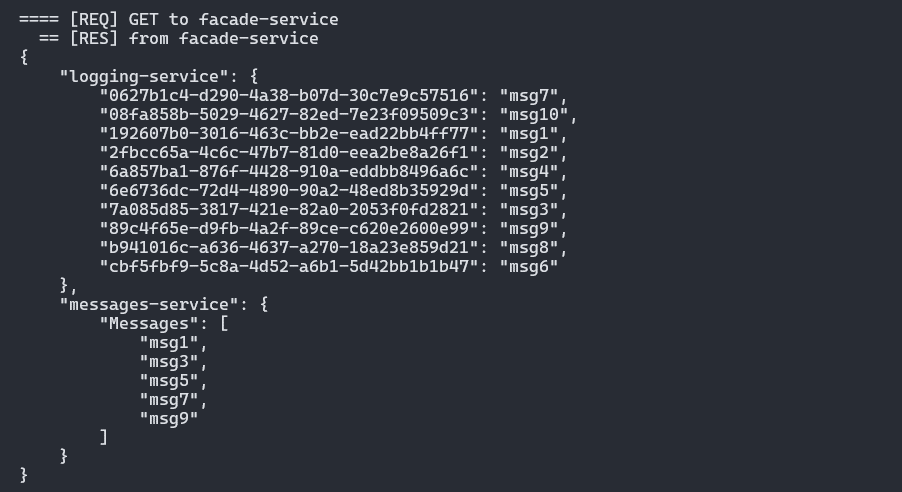 ==== [REQ] GET to facade-service
  == [RES] from facade-service
{
    "logging-service": {
        "0627b1c4-d290-4a38-b07d-30c7e9c57516": "msg7",
        "08fa858b-5029-4627-82ed-7e23f09509c3": "msg10",
        "192607b0-3016-463c-bb2e-ead22bb4ff77": "msg1",
        "2fbcc65a-4c6c-47b7-81d0-eea2be8a26f1": "msg2",
        "6a857ba1-876f-4428-910a-eddbb8496a6c": "msg4",
        "6e6736dc-72d4-4890-90a2-48ed8b35929d": "msg5",
        "7a085d85-3817-421e-82a0-2053f0fd2821": "msg3",
        "89c4f65e-d9fb-4a2f-89ce-c620e2600e99": "msg9",
        "b941016c-a636-4637-a270-18a23e859d21": "msg8",
        "cbf5fbf9-5c8a-4d52-a6b1-5d42bb1b1b47": "msg6"
    },
    "messages-service": {
        "Messages": [
            "msg1",
            "msg3",
            "msg5",
            "msg7",
            "msg9"
        ]
    }
}